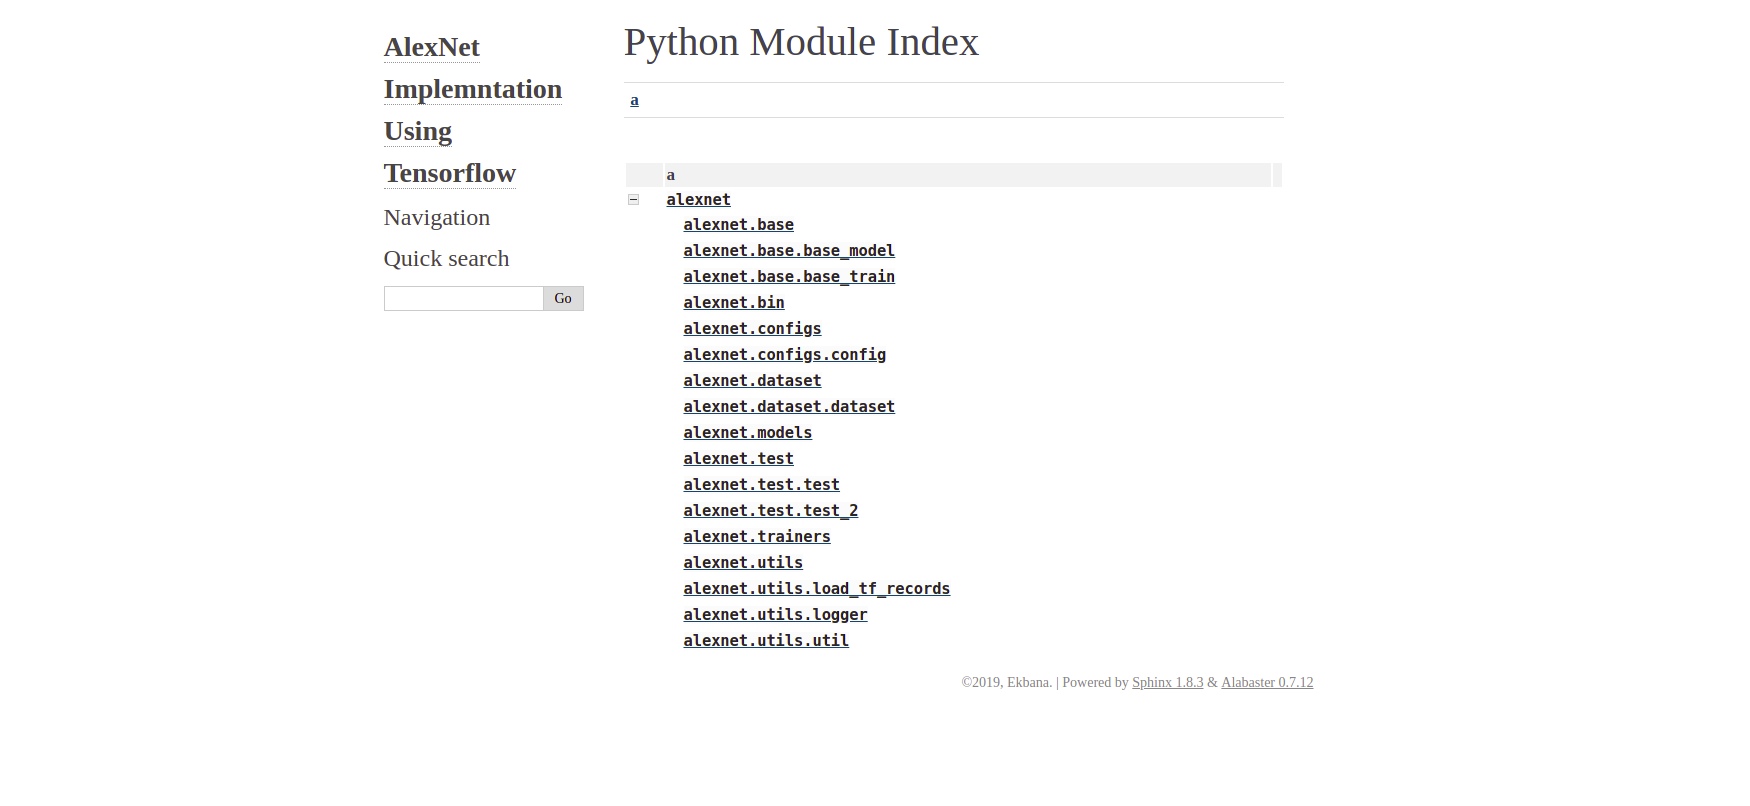 AlexNet
Implemntation
Using
Tensorflow
Navigation
Quick search
Go
Python Module Index
a
a
alexnet
alexnet.base
alexnet.base.base_model
alexnet.base.base_train
alexnet.bin
alexnet.configs
alexnet.configs.config
alexnet.dataset
alexnet.dataset.dataset
alexnet.models
alexnet.test
alexnet.test.test
alexnet.test.test_2
alexnet.trainers
alexnet.utils
alexnet.utils.load_tf_records
alexnet.utils.logger
alexnet.utils.util
©2019, Ekbana. | Powered by Sphinx 1.8.3 & Alabaster 0.7.12